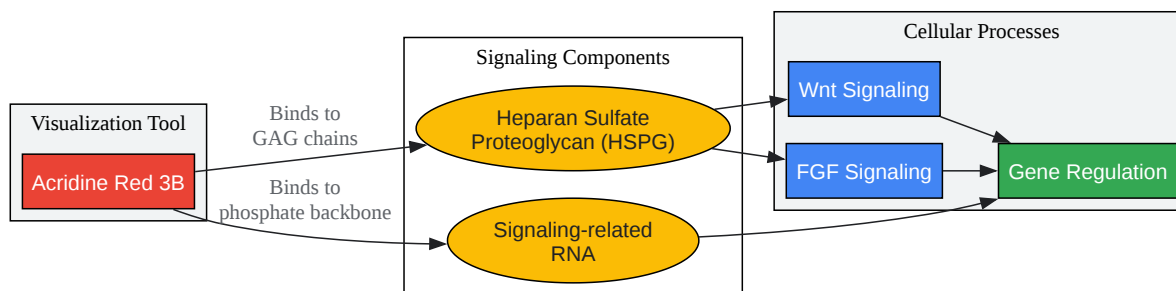 Visualization Tool
Acridine Red 3B
Binds to
GAG chains
Binds to
phosphate backbone
Signaling Components
Heparan Sulfate
Proteoglycan (HSPG)
Signaling-related
RNA
Cellular Processes
Wnt Signaling
FGF Signaling
Gene Regulation